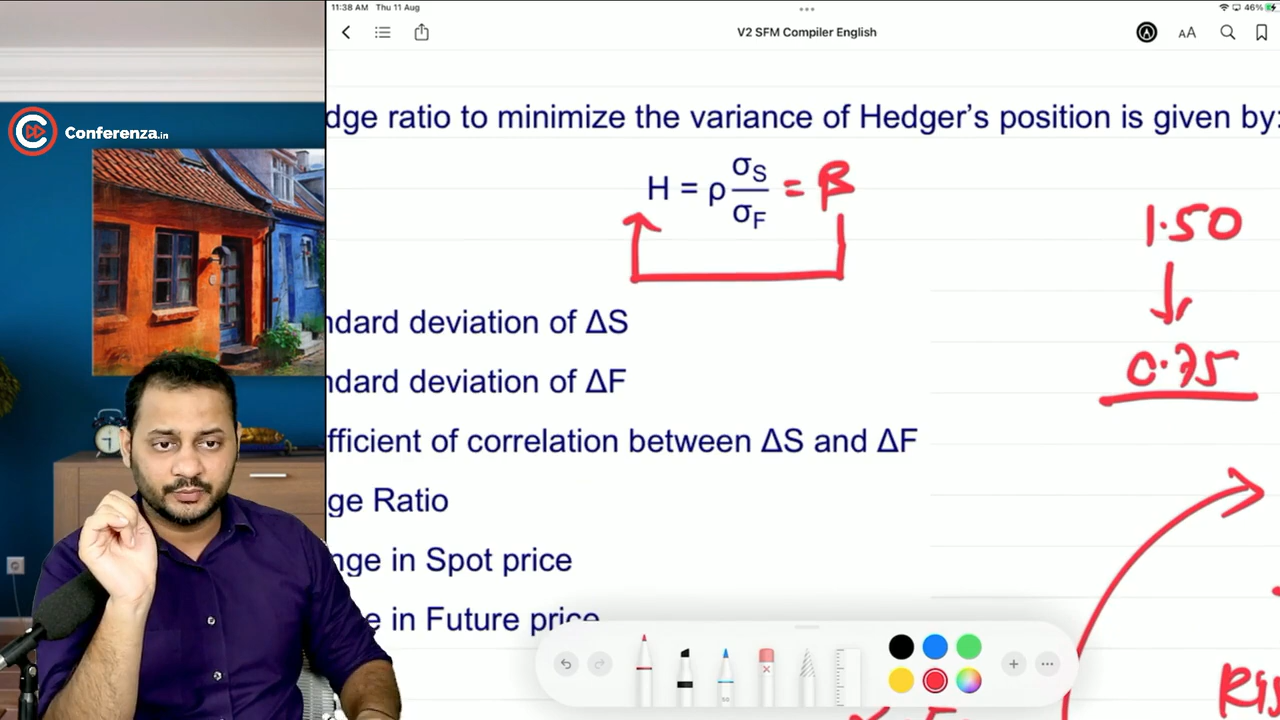 11:38 AM Thu 11 Aug
46%
V2 SFM Compiler English
AA
Conferenza.in
dge ratio to minimize the variance of Hedger's position is given by:
H = ρ σS / σF = β
1.50
0.75
ndard deviation of ΔS
ndard deviation of ΔF
fficient of correlation between ΔS and ΔF
ge Ratio
nge in Spot price
e in Future price
Ris